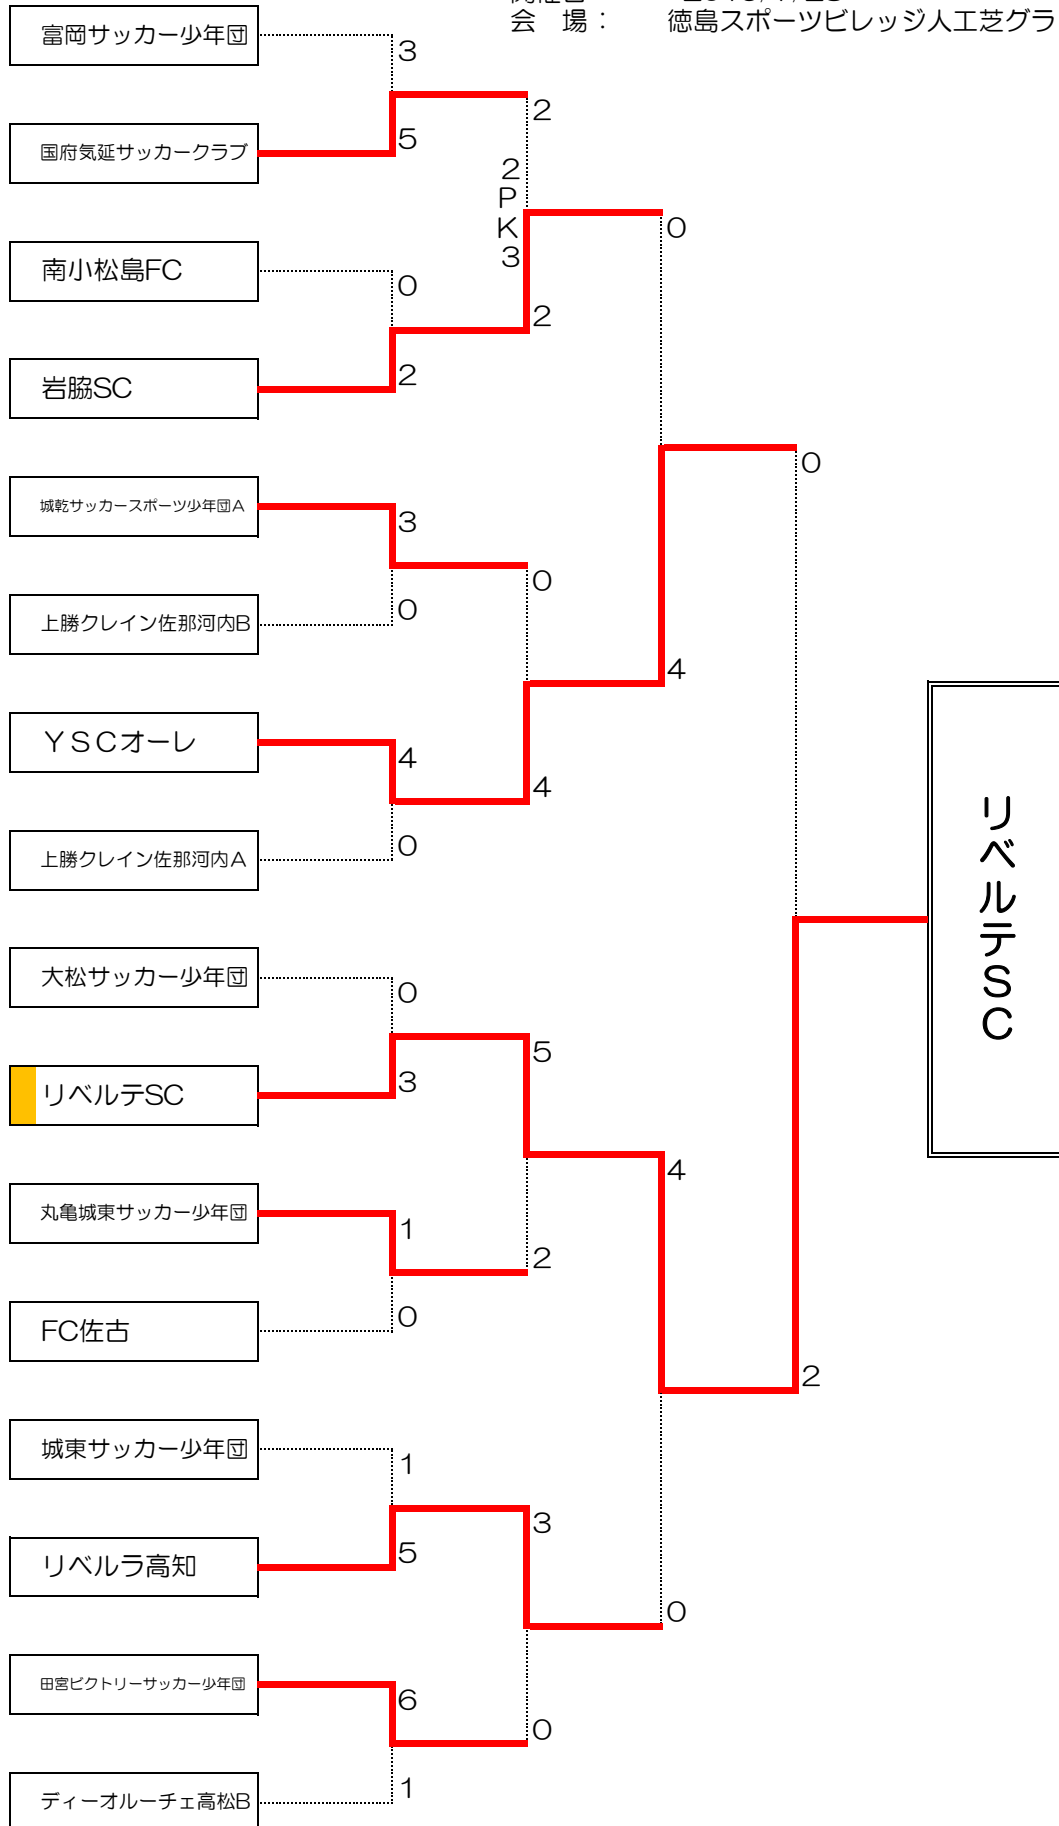 会 場： 徳島スポーツビレッジ人工芝グラ
富岡サッカー少年団
3
2
5
国府気延サッカークラブ
2
P
K
3
0
南小松島FC
0
2
岩脇SC
2
0
城乾サッカースポーツ少年団A
3
0
上勝クレイン佐那河内B
0
4
ＹＳＣオーレ
4
4
上勝クレイン佐那河内A
0
リベルテSC
大松サッカー少年団
0
5
リベルテSC
3
4
丸亀城東サッカー少年団
1
2
FC佐古
0
2
城東サッカー少年団
1
3
リベルラ高知
5
0
田宮ビクトリーサッカー少年団
6
0
ディーオルーチェ高松B
1